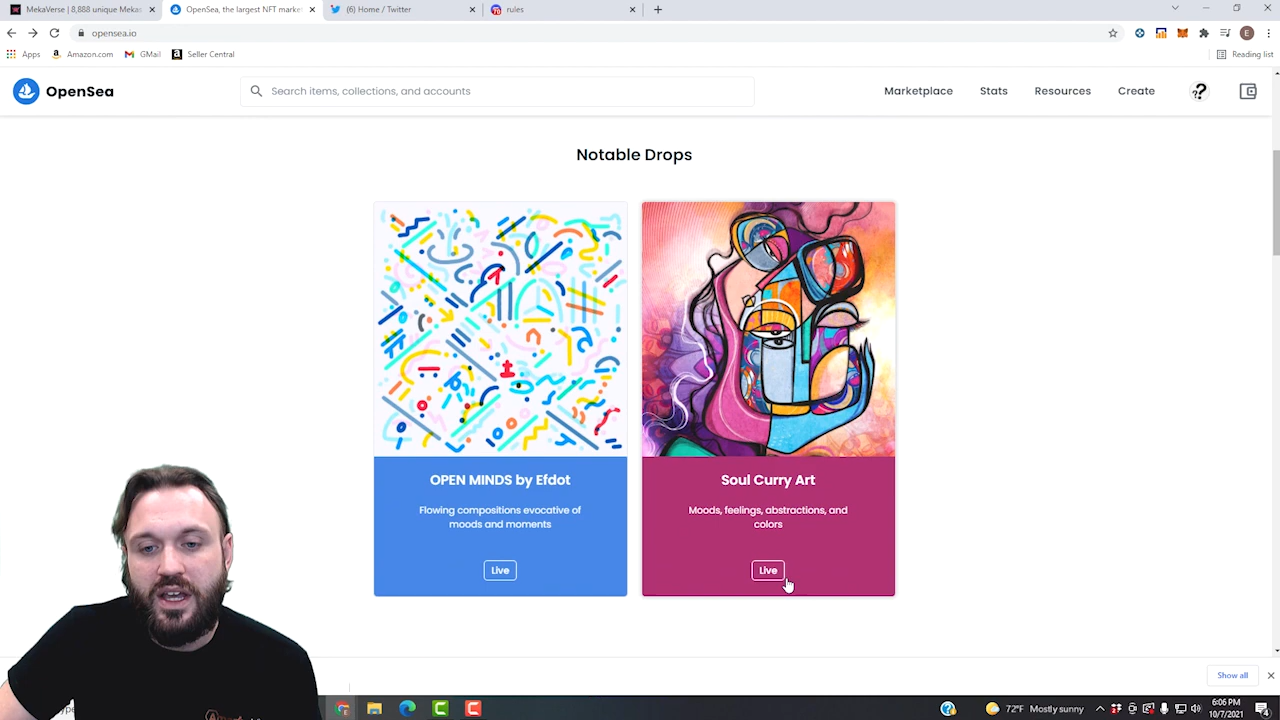 MekaVerse | 8,888 unique Mekas
OpenSea, the largest NFT marke
(6) Home / Twitter
rules
opensea.io
Apps
Amazon.com
GMail
Seller Central
Reading list
OpenSea
Search items, collections, and accounts
Marketplace
Stats
Resources
Create
Notable Drops
OPEN MINDS by Efdot
Flowing compositions evocative of
moods and moments
Live
Soul Curry Art
Moods, feelings, abstractions, and
colors
Live
Show all
72°F Mostly sunny
6:06 PM
10/7/2021